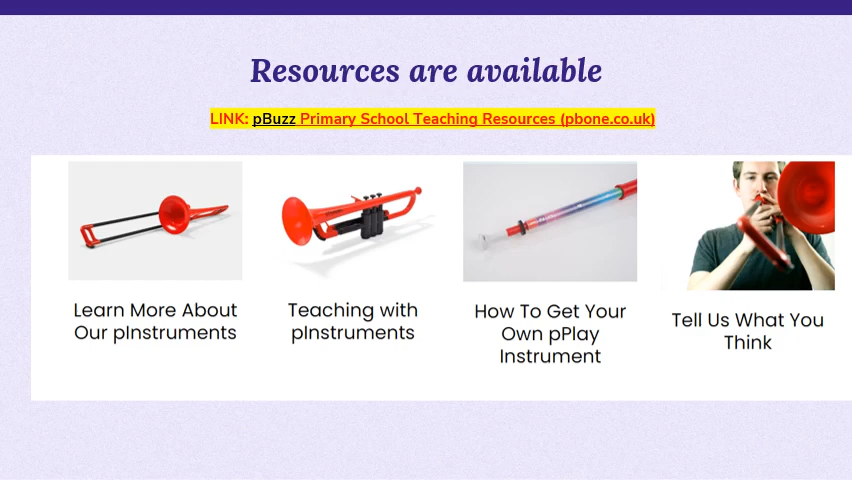 Resources are available
LINK: pBuzz Primary School Teaching Resources (pbone.co.uk)
Learn More About
Our pInstruments
Teaching with
pInstruments
How To Get Your
Own pPlay
Instrument
Tell Us What You
Think